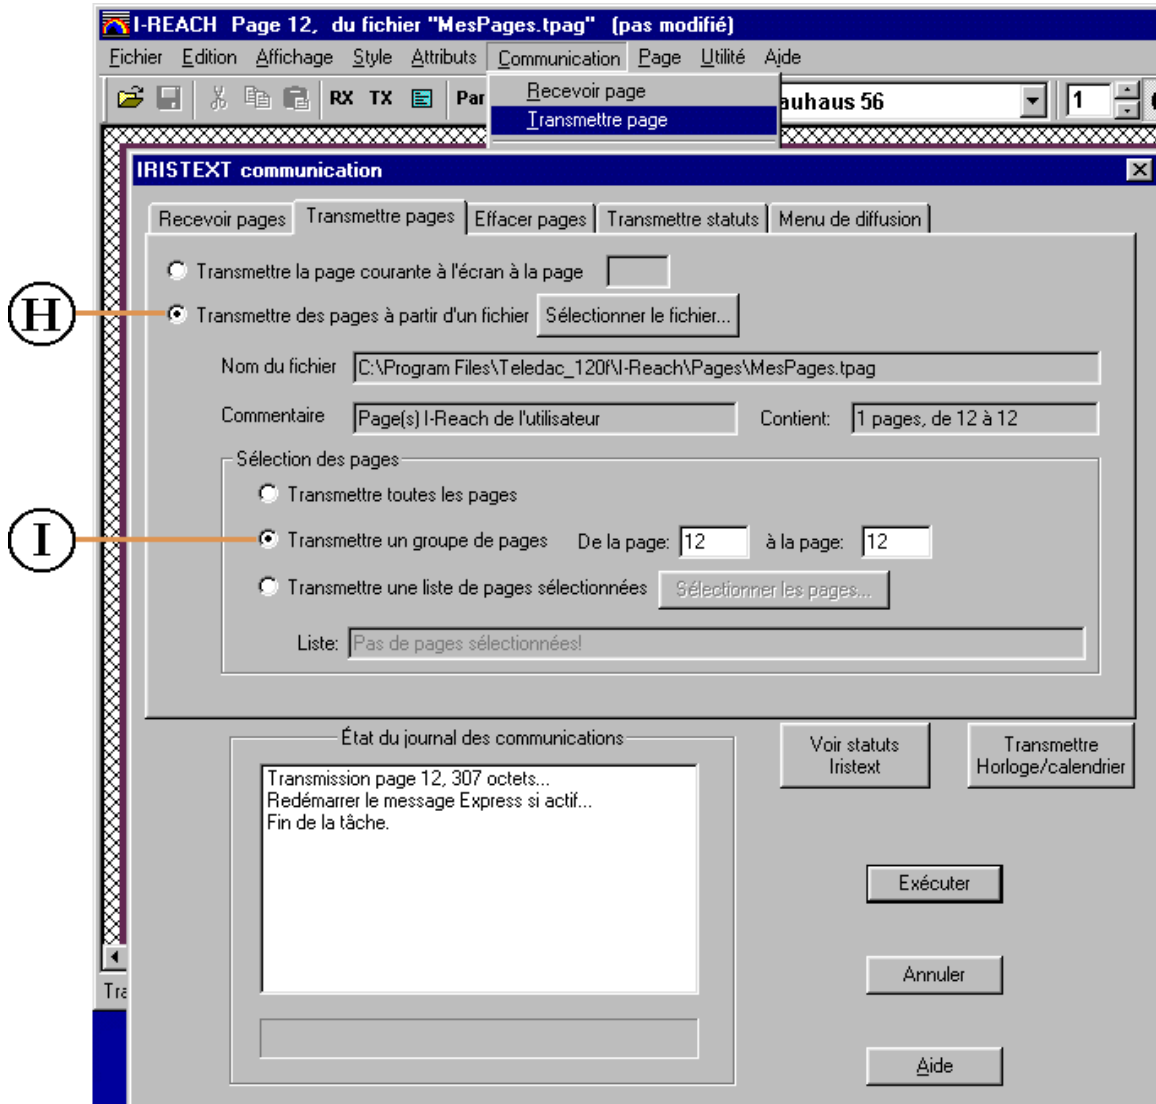 I-REACH Page 12, du fichier "MesPages.tpag" (pas modifié)
Fichier Edition Affichage Style Attributs Communication Page Utilité Aide
RX TX Par auhaus 56 1
Recevoir page
Transmettre page
IRISTEXT communication
Recevoir pages Transmettre pages Effacer pages Transmettre statuts Menu de diffusion
Transmettre la page courante à l'écran à la page
H Transmettre des pages à partir d'un fichier Sélectionner le fichier...
Nom du fichier C:\Program Files\Teledac_120f\I-Reach\Pages\MesPages.tpag
Commentaire Page(s) I-Reach de l'utilisateur Contient: 1 pages, de 12 à 12
Sélection des pages
Transmettre toutes les pages
I Transmettre un groupe de pages De la page: 12 à la page: 12
Transmettre une liste de pages sélectionnées Sélectionner les pages...
Liste: Pas de pages sélectionnées!
État du journal des communications
Transmission page 12, 307 octets...
Redémarrer le message Express si actif...
Fin de la tâche.
Voir statuts
Iristext
Transmettre
Horloge/calendrier
Exécuter
Annuler
Tra
Aide